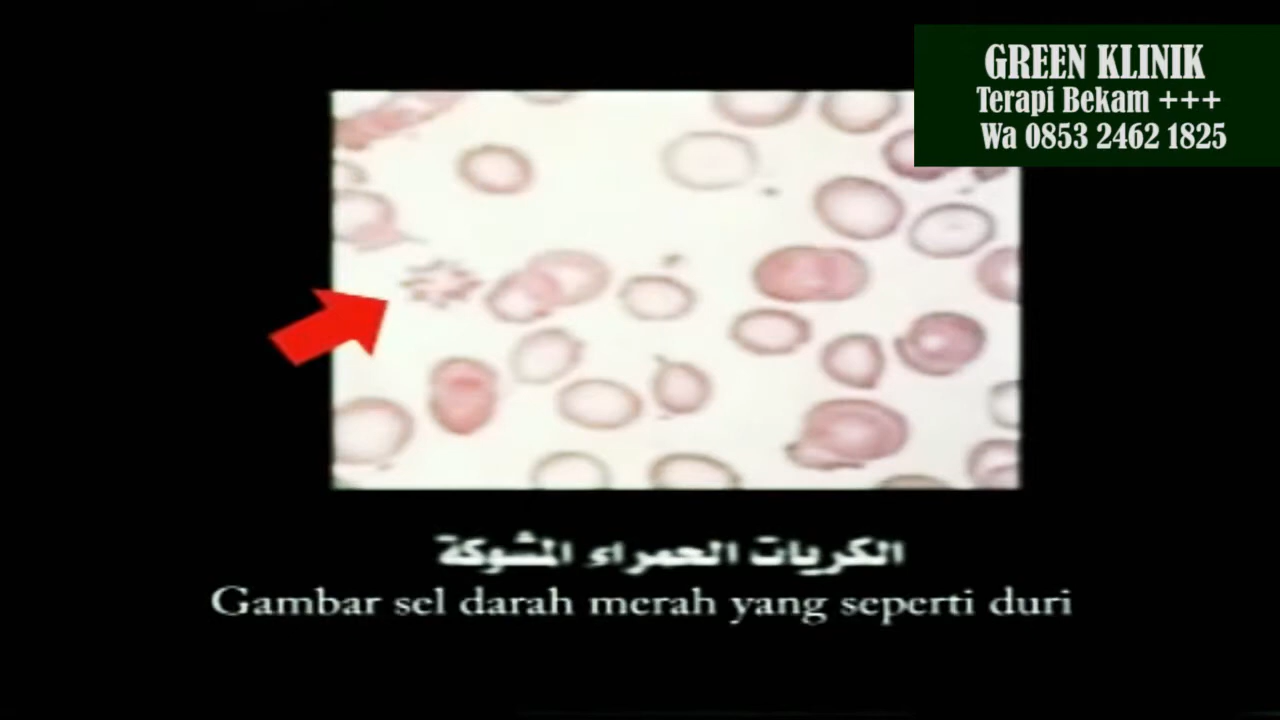 GREEN KLINIK
Terapi Bekam +++
Wa 0853 2462 1825
الكريات الحمراء المشوكة
Gambar sel darah merah yang seperti duri